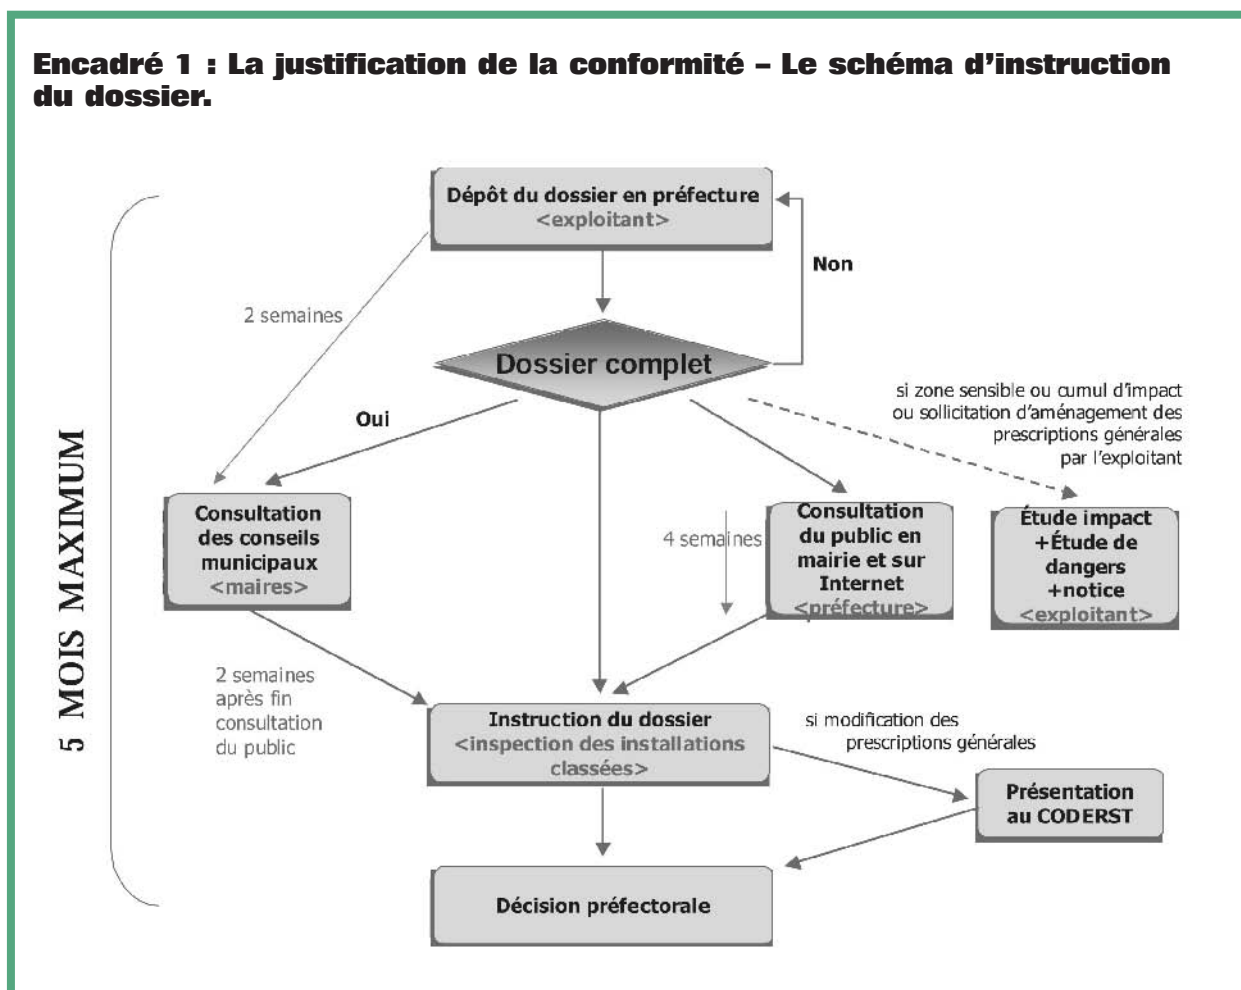 Encadré 1 : La justification de la conformité – Le schéma d'instruction
du dossier.
Dépôt du dossier en préfecture
<exploitant>
Non
2 semaines
Dossier complet
si zone sensible ou cumul d'impact
ou sollicitation d'aménagement des
prescriptions générales
par l'exploitant
Oui
5 MOIS MAXIMUM
Consultation
des conseils
municipaux
<maires>
4 semaines
Consultation
du public en
mairie et sur
Internet
<préfecture>
Étude impact
+Étude de
dangers
+notice
<exploitant>
2 semaines
après fin
consultation
du public
Instruction du dossier
<inspection des installations
classées>
si modification des
prescriptions générales
Présentation
au CODERST
Décision préfectorale